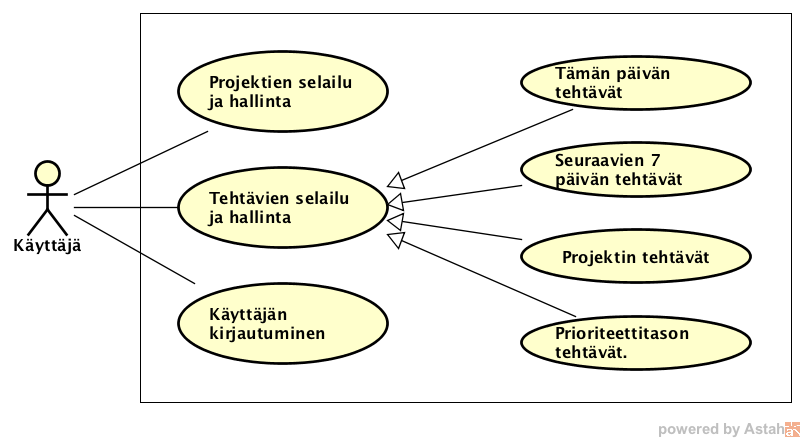 Käyttäjä
Projektien selailu
ja hallinta
Tehtävien selailu
ja hallinta
Käyttäjän
kirjautuminen
Tämän päivän
tehtävät
Seuraavien 7
päivän tehtävät
Projektin tehtävät
Prioriteettitason
tehtävät.
powered by Astah